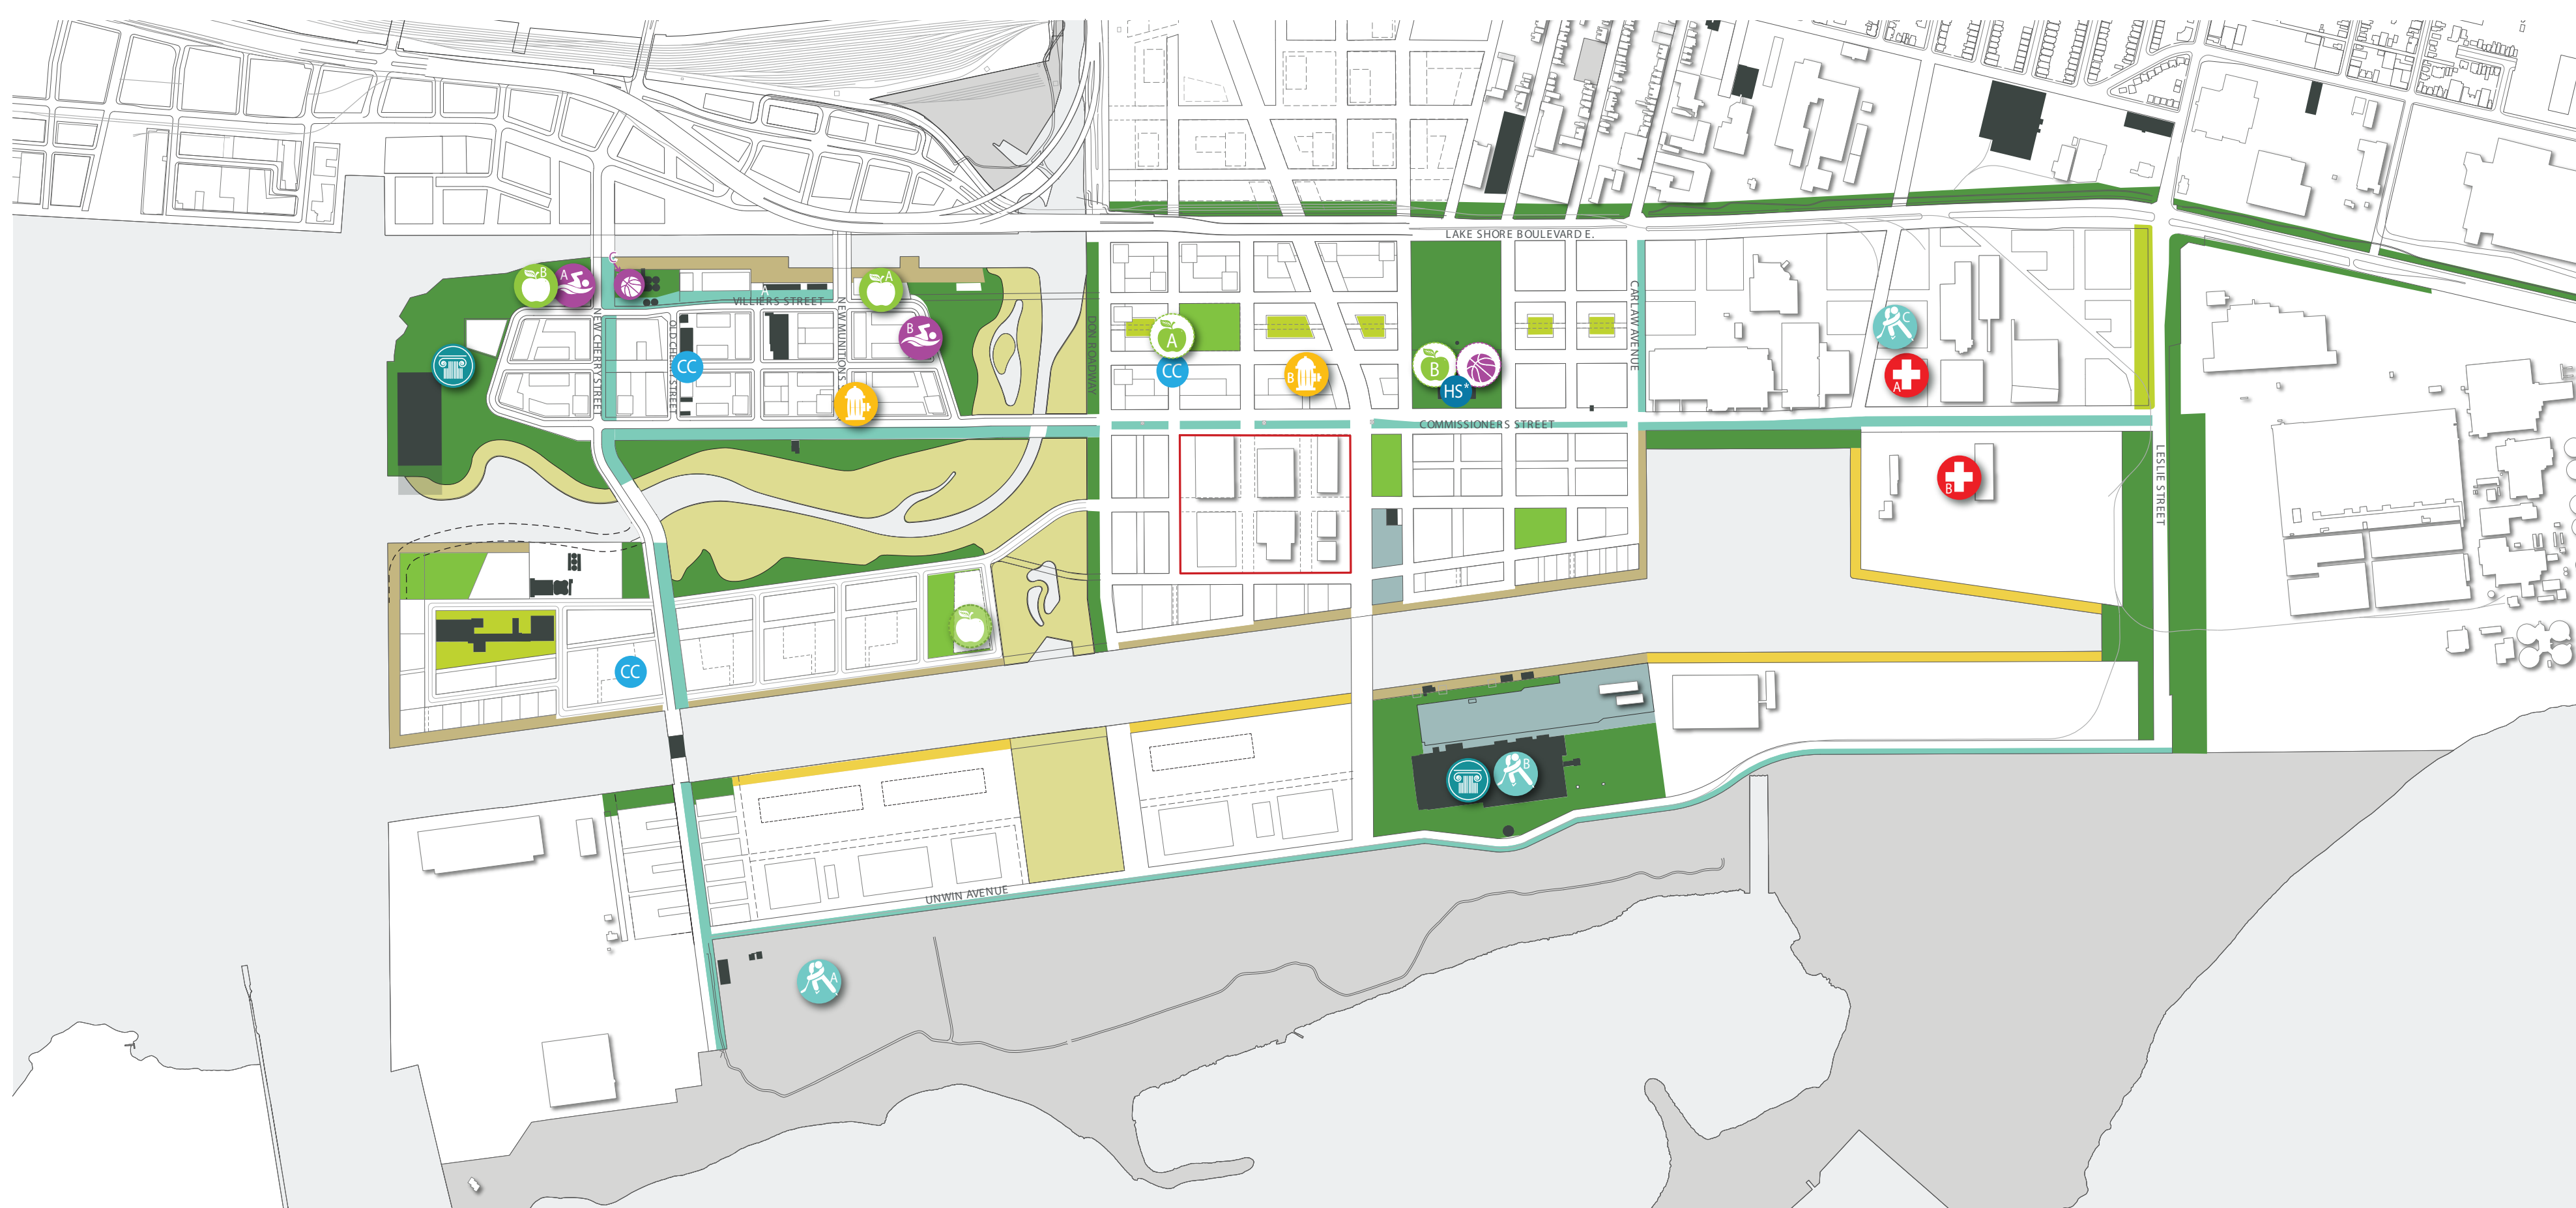 LAKE SHORE BOULEVARD E.
C
B
A
A
VILLIERS STREET
NEW CHERRY STREET
OLD CHERRY STREET
NEW MUNITIONS
B
DON ROADWAY
CARLAW AVENUE
A
C
CC
CC
B
B
HS*
A
COMMISSIONERS STREET
B
LESLIE STREET
CC
B
UNWIN AVENUE
A